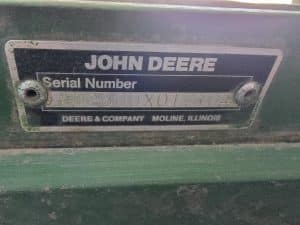 JOHN DEERE
Serial Number
DEERE & COMPANY MOLINE, ILLINOIS